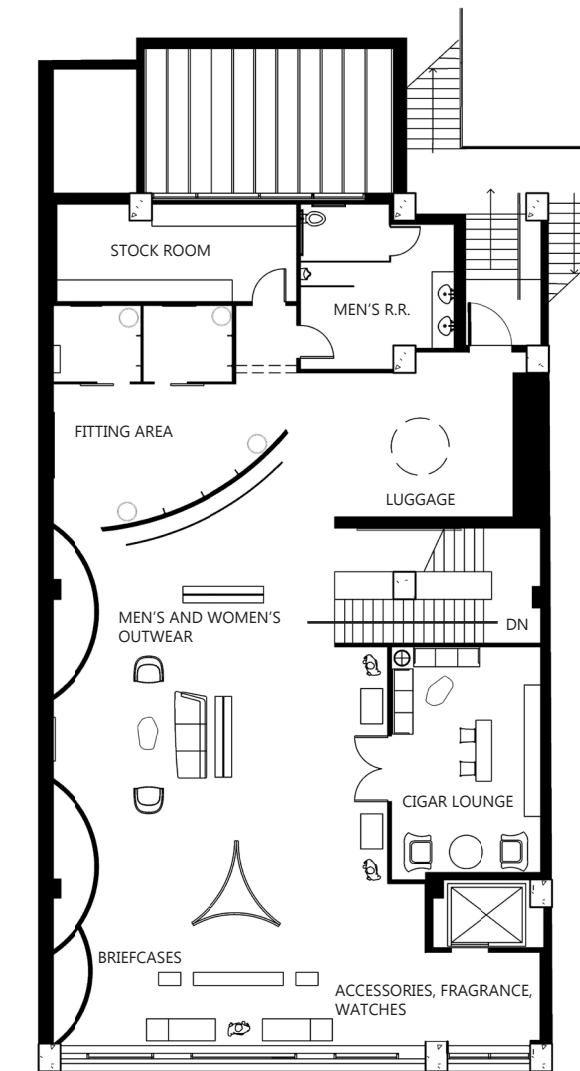 STOCK ROOM
MEN'S R.R.
FITTING AREA
LUGGAGE
MEN'S AND WOMEN'S
OUTWEAR
DN
CIGAR LOUNGE
BRIEFCASES
ACCESSORIES, FRAGRANCE,
WATCHES